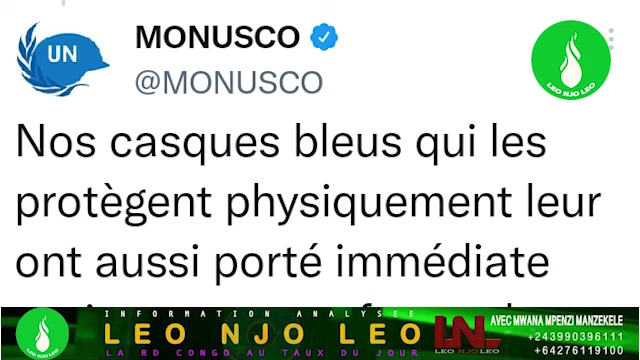 UN
MONUSCO
@MONUSCO
LEO NJO LEO
Nos casques bleus qui les
protègent physiquement leur
ont aussi porté immédiate
INFORMATION ANALYSEE
LEO NJO LEO
LA RD CONGO AU TAUX DU JOUR
LEO NJO LEO
LNL
LEO NJO LEO
AVEC MWANA MPENZI MANZEKELE
+243990396111
+64276119100